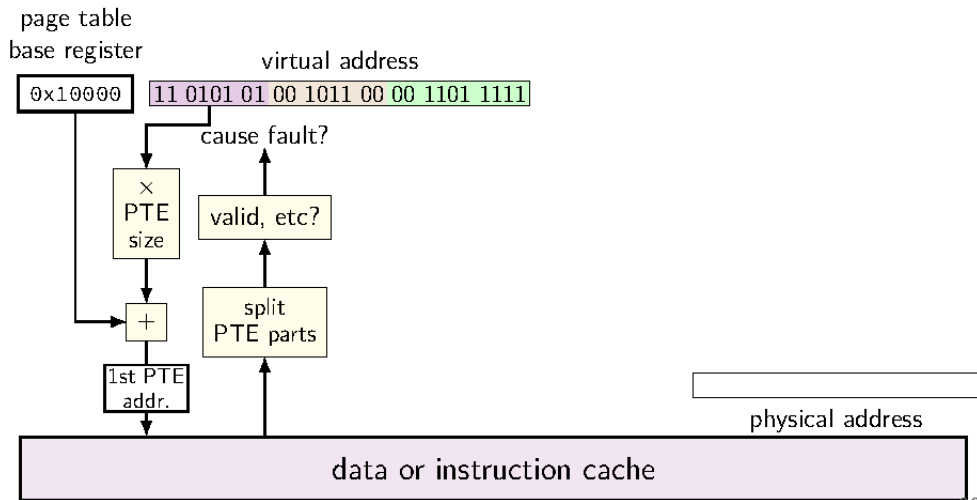 page table
base register
virtual address
0x10000
11 0101 01 00 1011 00 00 1101 1111
cause fault?
×
PTE
size
valid, etc?
split
PTE parts
+
1st PTE
addr.
physical address
data or instruction cache